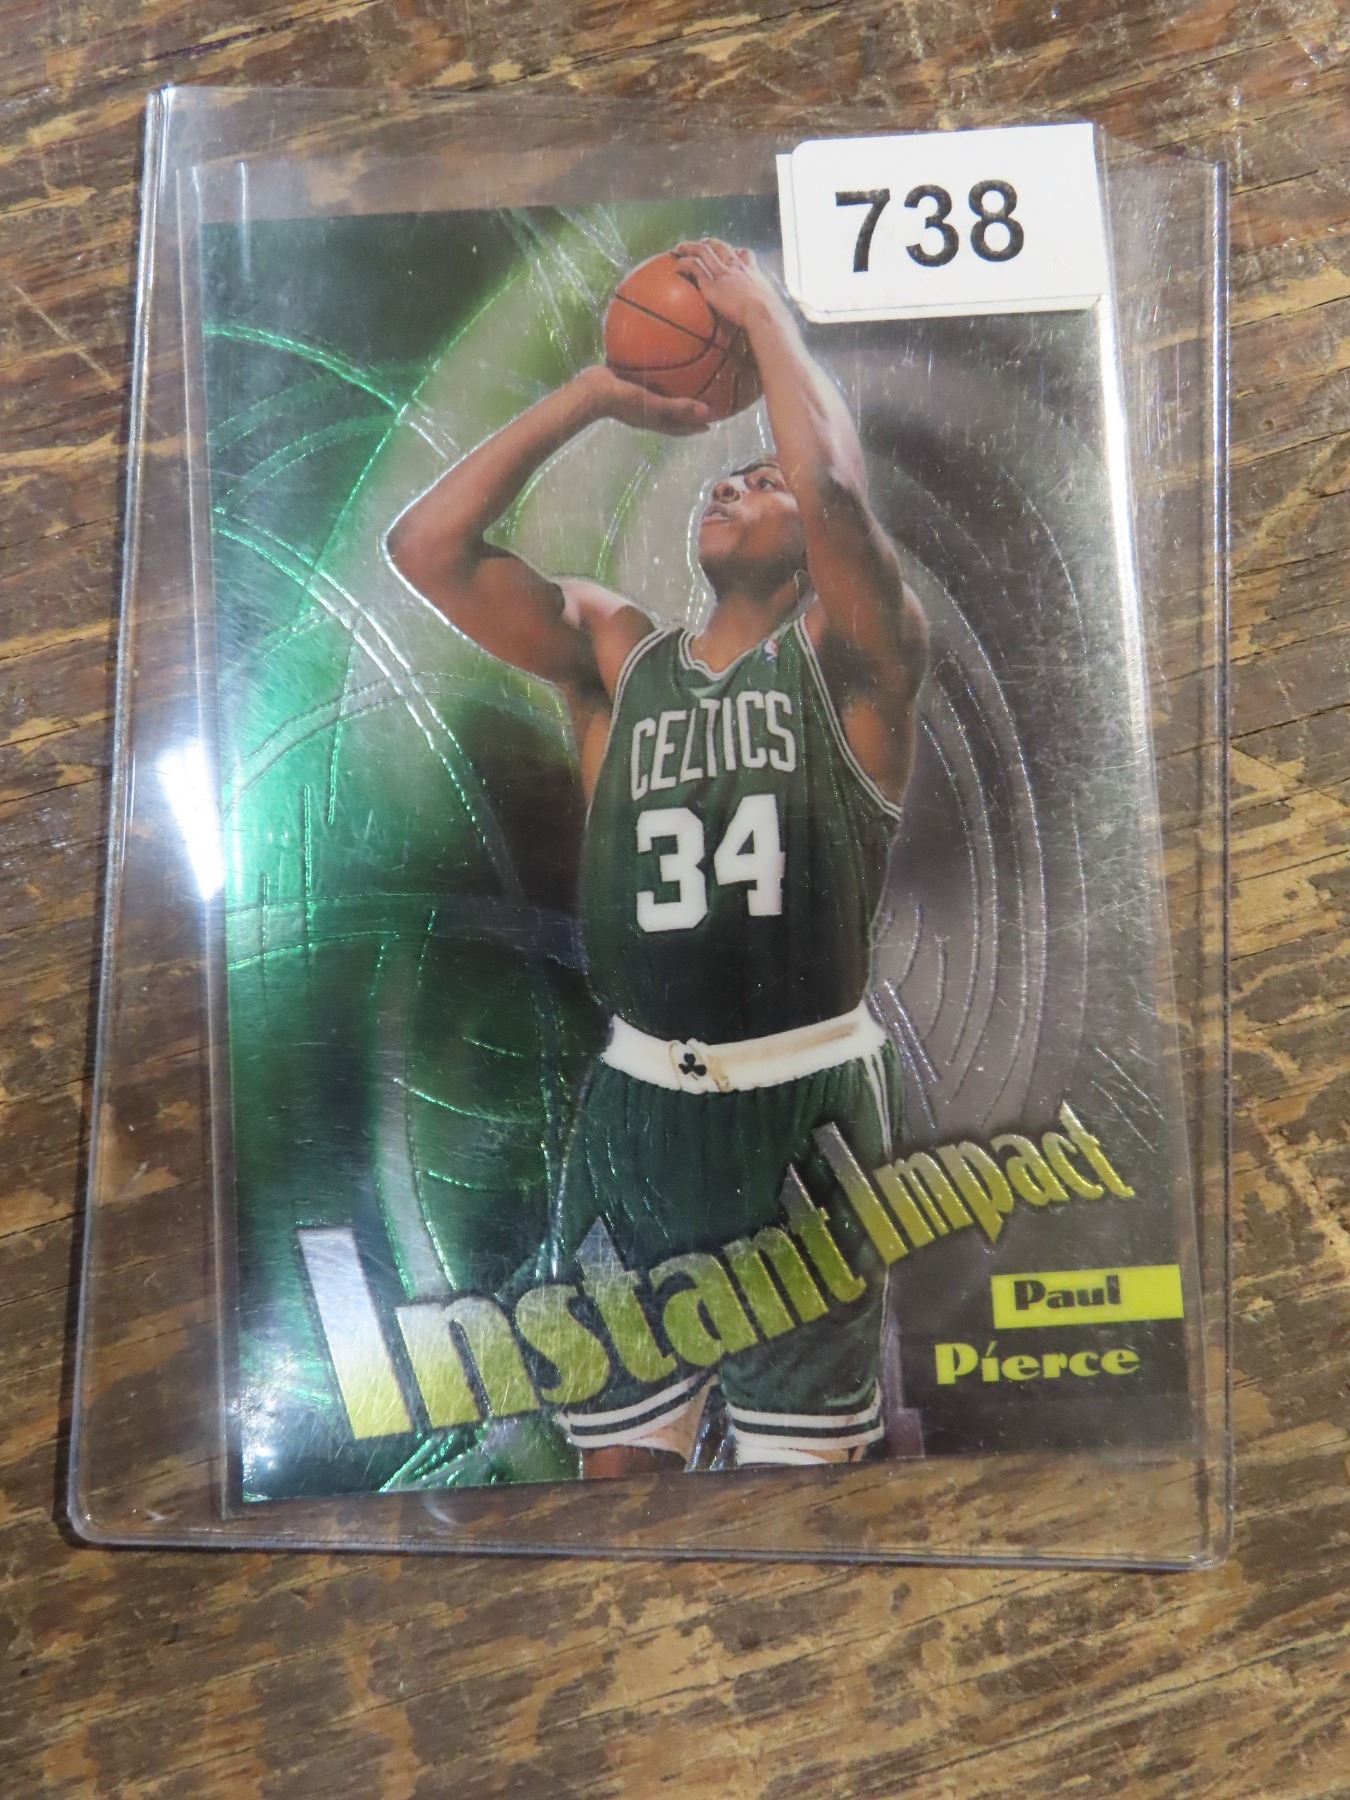 738
CELTICS
34
Instant Impact
Paul
Pierce